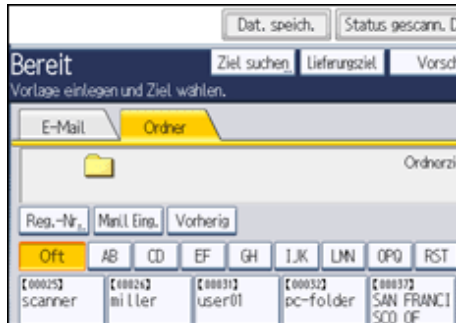 Dat. speich. Status gescann. D
Bereit Ziel suchen Lieferungsziel Vorsch
Vorlage einlegen und Ziel wählen.
E-Mail Ordner
Ordnerzi
Reg.-Nr. Man.l Eing. Vorherig
Oft AB CD EF GH IJK LMN OPQ RST
[00025] [00026] [00031] [00032] [00037]
scanner miller user01 pc-folder SAN FRANCI
SCO OF